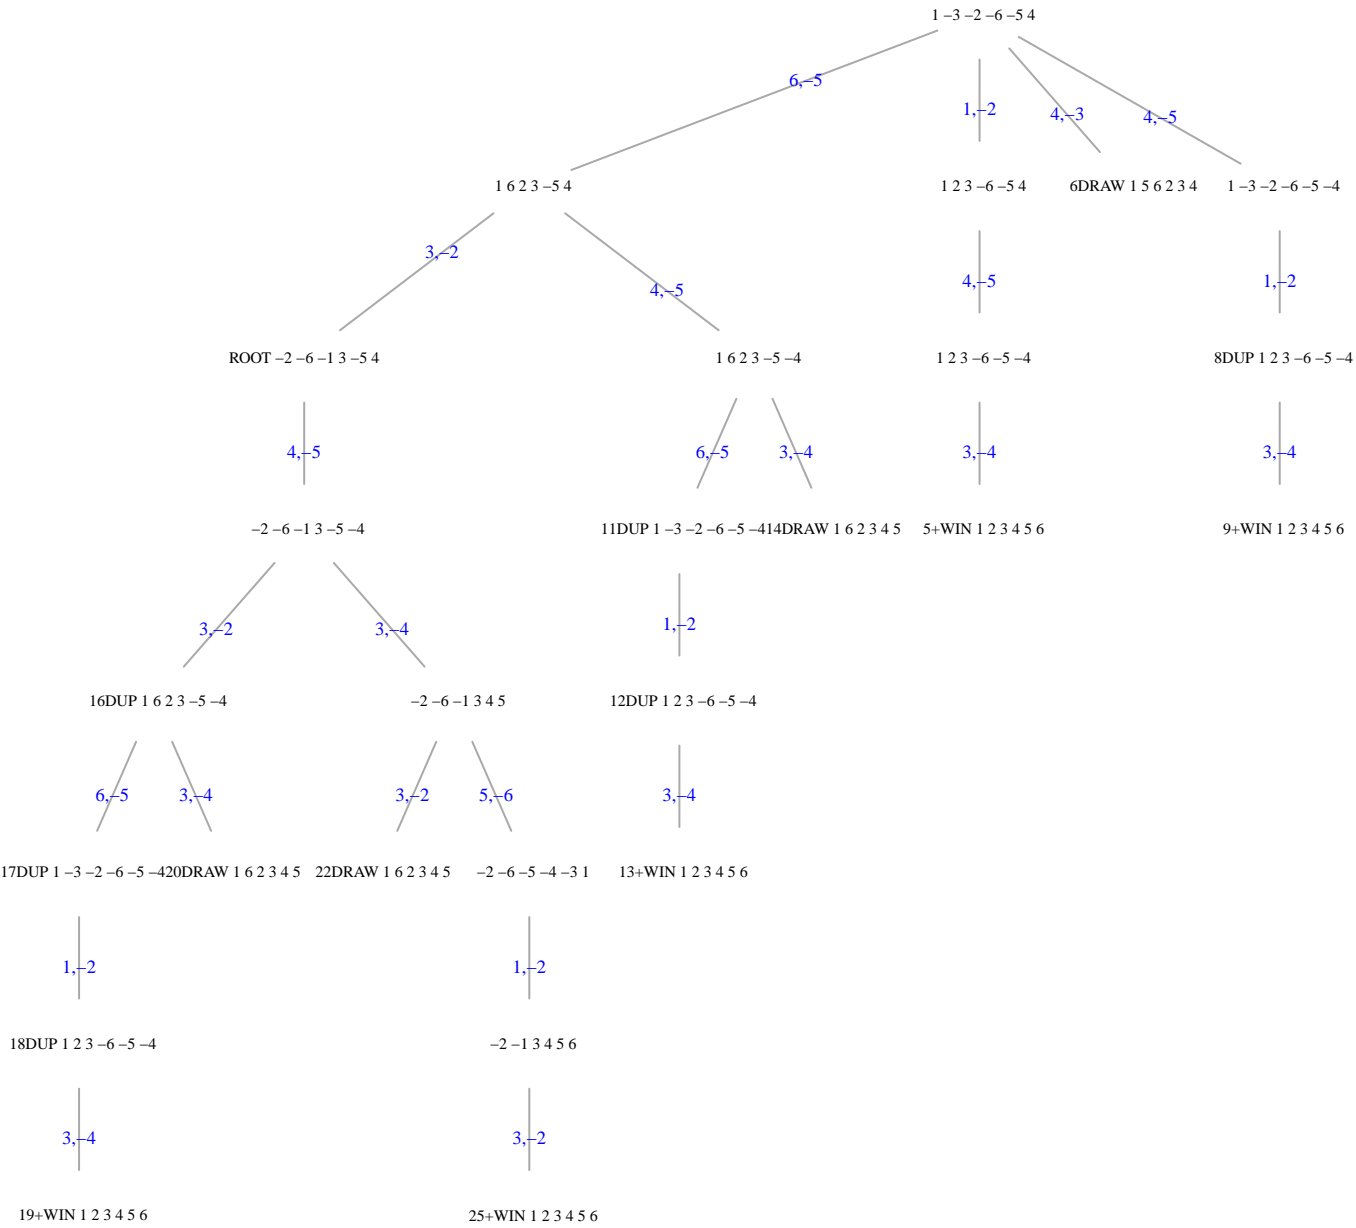 1 –3 –2 –6 –5 4
6,–5
1,–2
4,–3
4,–5
1 6 2 3 –5 4
1 2 3 –6 –5 4
6DRAW 1 5 6 2 3 4
1 –3 –2 –6 –5 –4
3,–2
4,–5
4,–5
1,–2
ROOT –2 –6 –1 3 –5 4
1 6 2 3 –5 –4
1 2 3 –6 –5 –4
8DUP 1 2 3 –6 –5 –4
4,–5
6,–5
3,–4
3,–4
3,–4
–2 –6 –1 3 –5 –4
11DUP 1 –3 –2 –6 –5 –414DRAW 1 6 2 3 4 5
5+WIN 1 2 3 4 5 6
9+WIN 1 2 3 4 5 6
3,–2
3,–4
1,–2
16DUP 1 6 2 3 –5 –4
–2 –6 –1 3 4 5
12DUP 1 2 3 –6 –5 –4
6,–5
3,–4
3,–2
5,–6
3,–4
17DUP 1 –3 –2 –6 –5 –420DRAW 1 6 2 3 4 5
22DRAW 1 6 2 3 4 5
–2 –6 –5 –4 –3 1
13+WIN 1 2 3 4 5 6
1,–2
1,–2
18DUP 1 2 3 –6 –5 –4
–2 –1 3 4 5 6
3,–4
3,–2
19+WIN 1 2 3 4 5 6
25+WIN 1 2 3 4 5 6